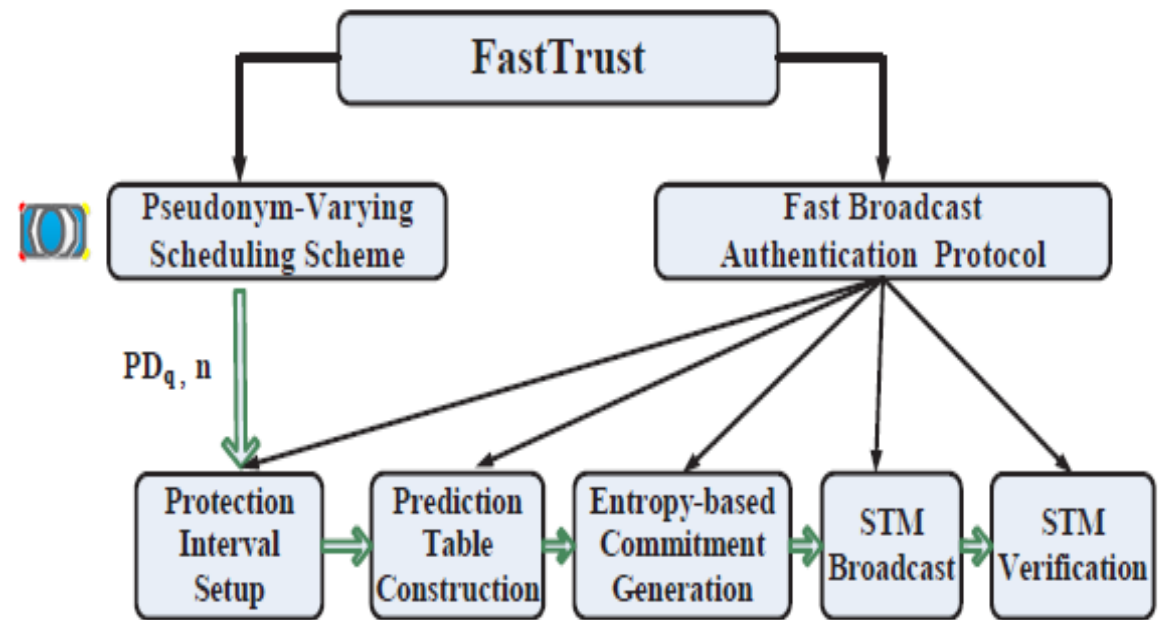 FastTrust
Pseudonym-Varying
Scheduling Scheme
Fast Broadcast
Authentication Protocol
PDq, n
Protection
Interval
Setup
Prediction
Table
Construction
Entropy-based
Commitment
Generation
STM
Broadcast
STM
Verification